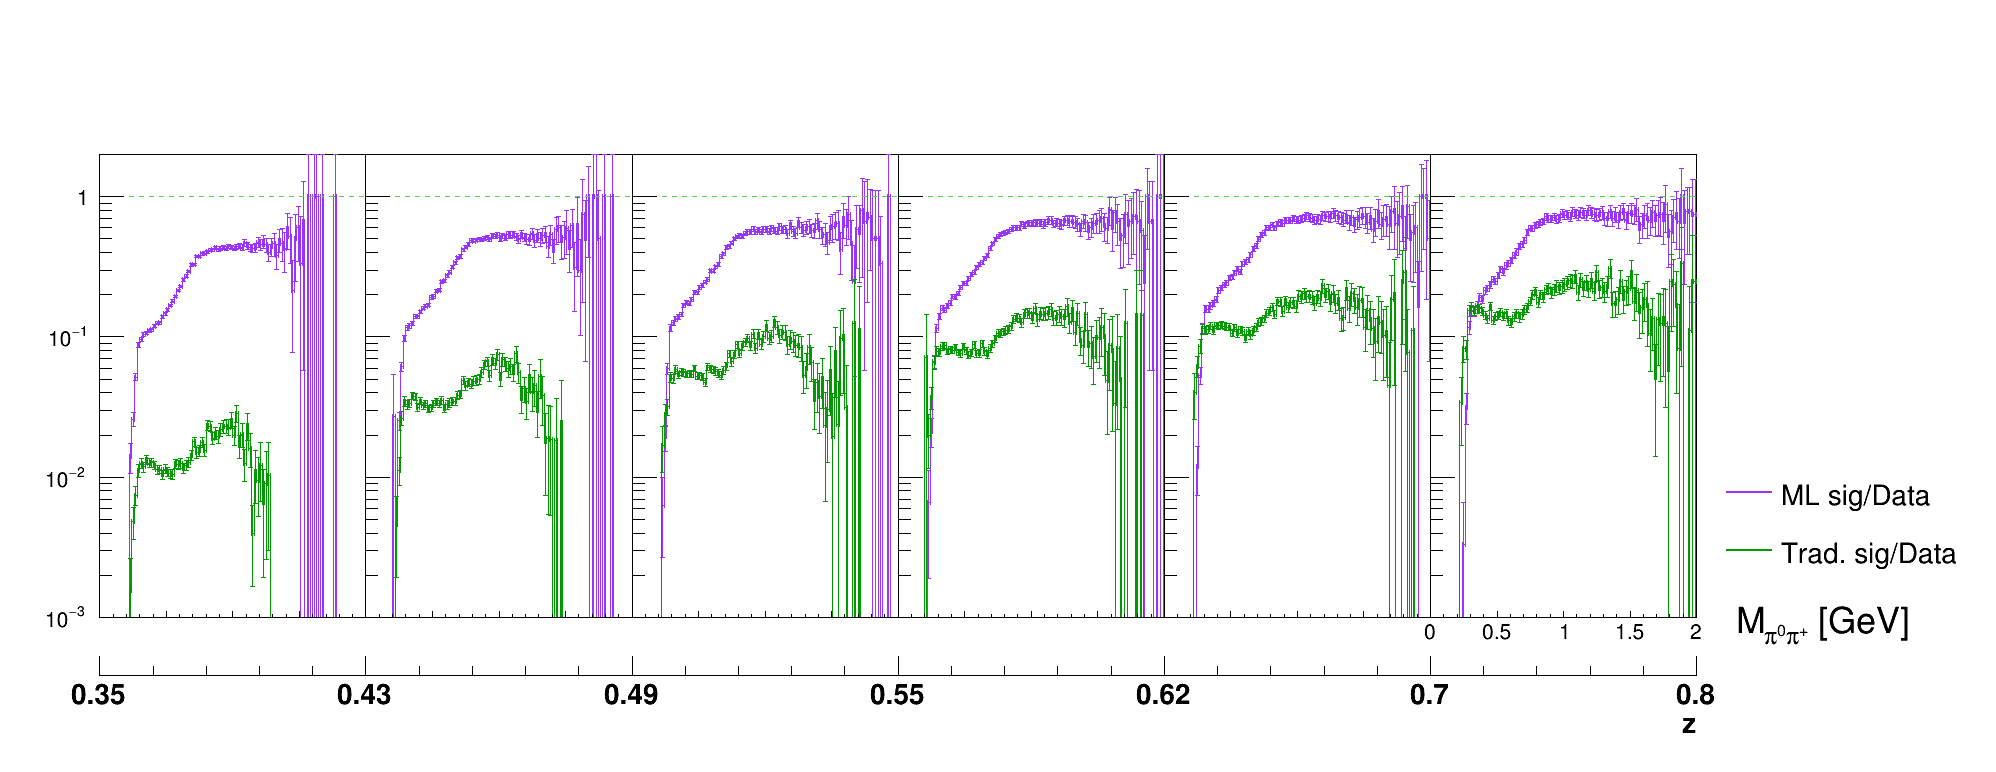 1
10⁻¹
10⁻²
10⁻³
ML sig/Data
Trad. sig/Data
0 0.5 1 1.5 2
M_π⁰π⁺ [GeV]
0.35 0.43 0.49 0.55 0.62 0.7 0.8
z